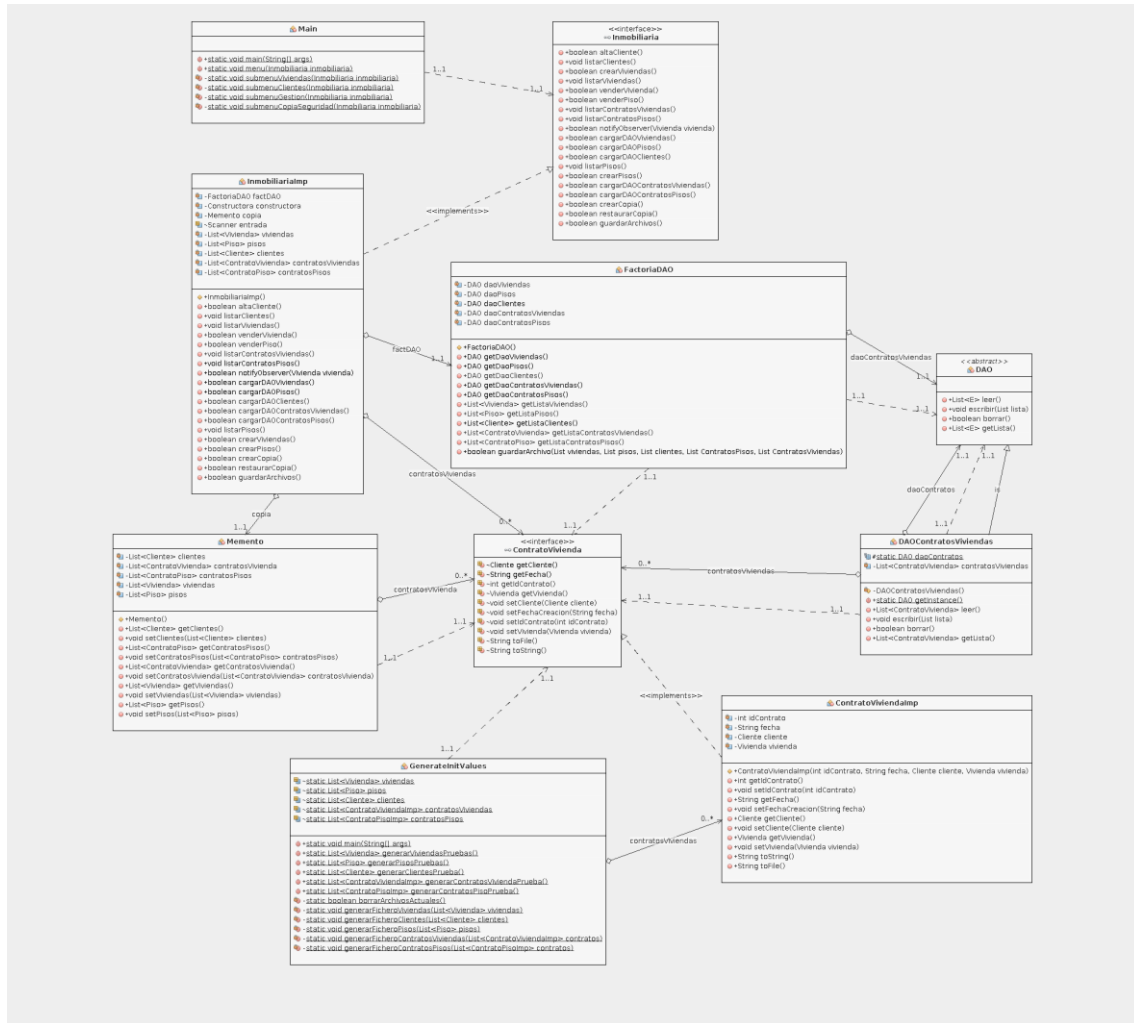 Main
+static void main(String[] args)
+static void menu(Inmobiliaria inmobiliaria)
-static void submenuViviendas(Inmobiliaria inmobiliaria)
-static void submenuClientes(Inmobiliaria inmobiliaria)
-static void submenuGestion(Inmobiliaria inmobiliaria)
-static void submenuCopiaSeguridad(Inmobiliaria inmobiliaria)
1..1
1..1
<<interface>>
Inmobiliaria
+boolean altaCliente()
+void listarClientes()
+boolean crearViviendas()
+void listarViviendas()
+boolean venderVivienda()
+boolean venderPiso()
+void listarContratosViviendas()
+void listarContratosPisos()
+boolean notifyObserver(Vivienda vivienda)
+boolean cargarDAOViviendas()
+boolean cargarDAOPisos()
+boolean cargarDAOClientes()
+void listarPisos()
+boolean crearPisos()
+boolean cargarDAOContratosViviendas()
+boolean cargarDAOContratosPisos()
+boolean crearCopia()
+boolean restaurarCopia()
+boolean guardarArchivos()
<<implements>>
InmobiliariaImp
-FactoriaDAO factDAO
-Constructora constructora
-Memento copia
~Scanner entrada
-List<Vivienda> viviendas
-List<Piso> pisos
-List<Cliente> clientes
-List<ContratoVivienda> contratosViviendas
-List<ContratoPiso> contratosPisos
+InmobiliariaImp()
+boolean altaCliente()
+void listarClientes()
+void listarViviendas()
+boolean venderVivienda()
+boolean venderPiso()
+void listarContratosViviendas()
+void listarContratosPisos()
+boolean notifyObserver(Vivienda vivienda)
+boolean cargarDAOViviendas()
+boolean cargarDAOPisos()
+boolean cargarDAOClientes()
+boolean cargarDAOContratosViviendas()
+boolean cargarDAOContratosPisos()
+void listarPisos()
+boolean crearViviendas()
+boolean crearPisos()
+boolean crearCopia()
+boolean restaurarCopia()
+boolean guardarArchivos()
factDAO
1..1
contratosViviendas
0..*
copia
1..1
FactoriaDAO
-DAO daoViviendas
-DAO daoPisos
-DAO daoClientes
-DAO daoContratosViviendas
-DAO daoContratosPisos
+FactoriaDAO()
+DAO getDaoViviendas()
+DAO getDaoPisos()
+DAO getDaoClientes()
+DAO getDaoContratosViviendas()
+DAO getDaoContratosPisos()
+List<Vivienda> getListaViviendas()
+List<Piso> getListaPisos()
+List<Cliente> getListaClientes()
+List<ContratoVivienda> getListaContratosViviendas()
+List<ContratoPiso> getListaContratosPisos()
+boolean guardarArchivo(List viviendas, List pisos, List clientes, List ContratosPisos, List ContratosViviendas)
daoContratosViviendas
1..1
1..1
1..1
1..1
1..1
<<abstract>>
DAO
+List<E> leer()
+void escribir(List lista)
+boolean borrar()
+List<E> getLista()
1..1
1..1
daoContratos
is
1..1
Memento
-List<Cliente> clientes
-List<ContratoVivienda> contratosVivienda
-List<ContratoPiso> contratosPisos
-List<Vivienda> viviendas
-List<Piso> pisos
+Memento()
+List<Cliente> getClientes()
+void setClientes(List<Cliente> clientes)
+List<ContratoPiso> getContratosPisos()
+void setContratosPisos(List<ContratoPiso> contratosPisos)
+List<ContratoVivienda> getContratosVivienda()
+void setContratosVivienda(List<ContratoVivienda> contratosVivienda)
+List<Vivienda> getViviendas()
+void setViviendas(List<Vivienda> viviendas)
+List<Piso> getPisos()
+void setPisos(List<Piso> pisos)
0..*
contratosVivienda
1..1
1..1
<<interface>>
ContratoVivienda
~Cliente getCliente()
~String getFecha()
~int getIdContrato()
~Vivienda getVivienda()
~void setCliente(Cliente cliente)
~void setFechaCreacion(String fecha)
~void setIdContrato(int idContrato)
~void setVivienda(Vivienda vivienda)
~String toFile()
~String toString()
0..*
contratosViviendas
1..1
1..1
DAOContratosViviendas
#static DAO daoContratos
-List<ContratoVivienda> contratosViviendas
-DAOContratosViviendas()
+static DAO getInstance()
+List<ContratoVivienda> leer()
+void escribir(List lista)
+boolean borrar()
+List<ContratoVivienda> getLista()
1..1
1..1
<<implements>>
GenerateInitValues
~static List<Vivienda> viviendas
~static List<Piso> pisos
~static List<Cliente> clientes
~static List<ContratoViviendaImp> contratosViviendas
~static List<ContratoPisoImp> contratosPisos
+static void main(String[] args)
+static List<Vivienda> generarViviendasPruebas()
+static List<Piso> generarPisosPruebas()
+static List<Cliente> generarClientesPrueba()
+static List<ContratoViviendaImp> generarContratosViviendaPrueba()
+static List<ContratoPisoImp> generarContratosPisoPrueba()
-static boolean borrarArchivosActuales()
-static void generarFicheroViviendas(List<Vivienda> viviendas)
-static void generarFicheroClientes(List<Cliente> clientes)
-static void generarFicheroPisos(List<Piso> pisos)
-static void generarFicheroContratosViviendas(List<ContratoViviendaImp> contratos)
-static void generarFicheroContratosPisos(List<ContratoPisoImp> contratos)
0..*
contratosViviendas
ContratoViviendaImp
-int idContrato
-String fecha
-Cliente cliente
-Vivienda vivienda
+ContratoViviendaImp(int idContrato, String fecha, Cliente cliente, Vivienda vivienda)
+int getIdContrato()
+void setIdContrato(int idContrato)
+String getFecha()
+void setFechaCreacion(String fecha)
+Cliente getCliente()
+void setCliente(Cliente cliente)
+Vivienda getVivienda()
+void setVivienda(Vivienda vivienda)
+String toString()
+String toFile()